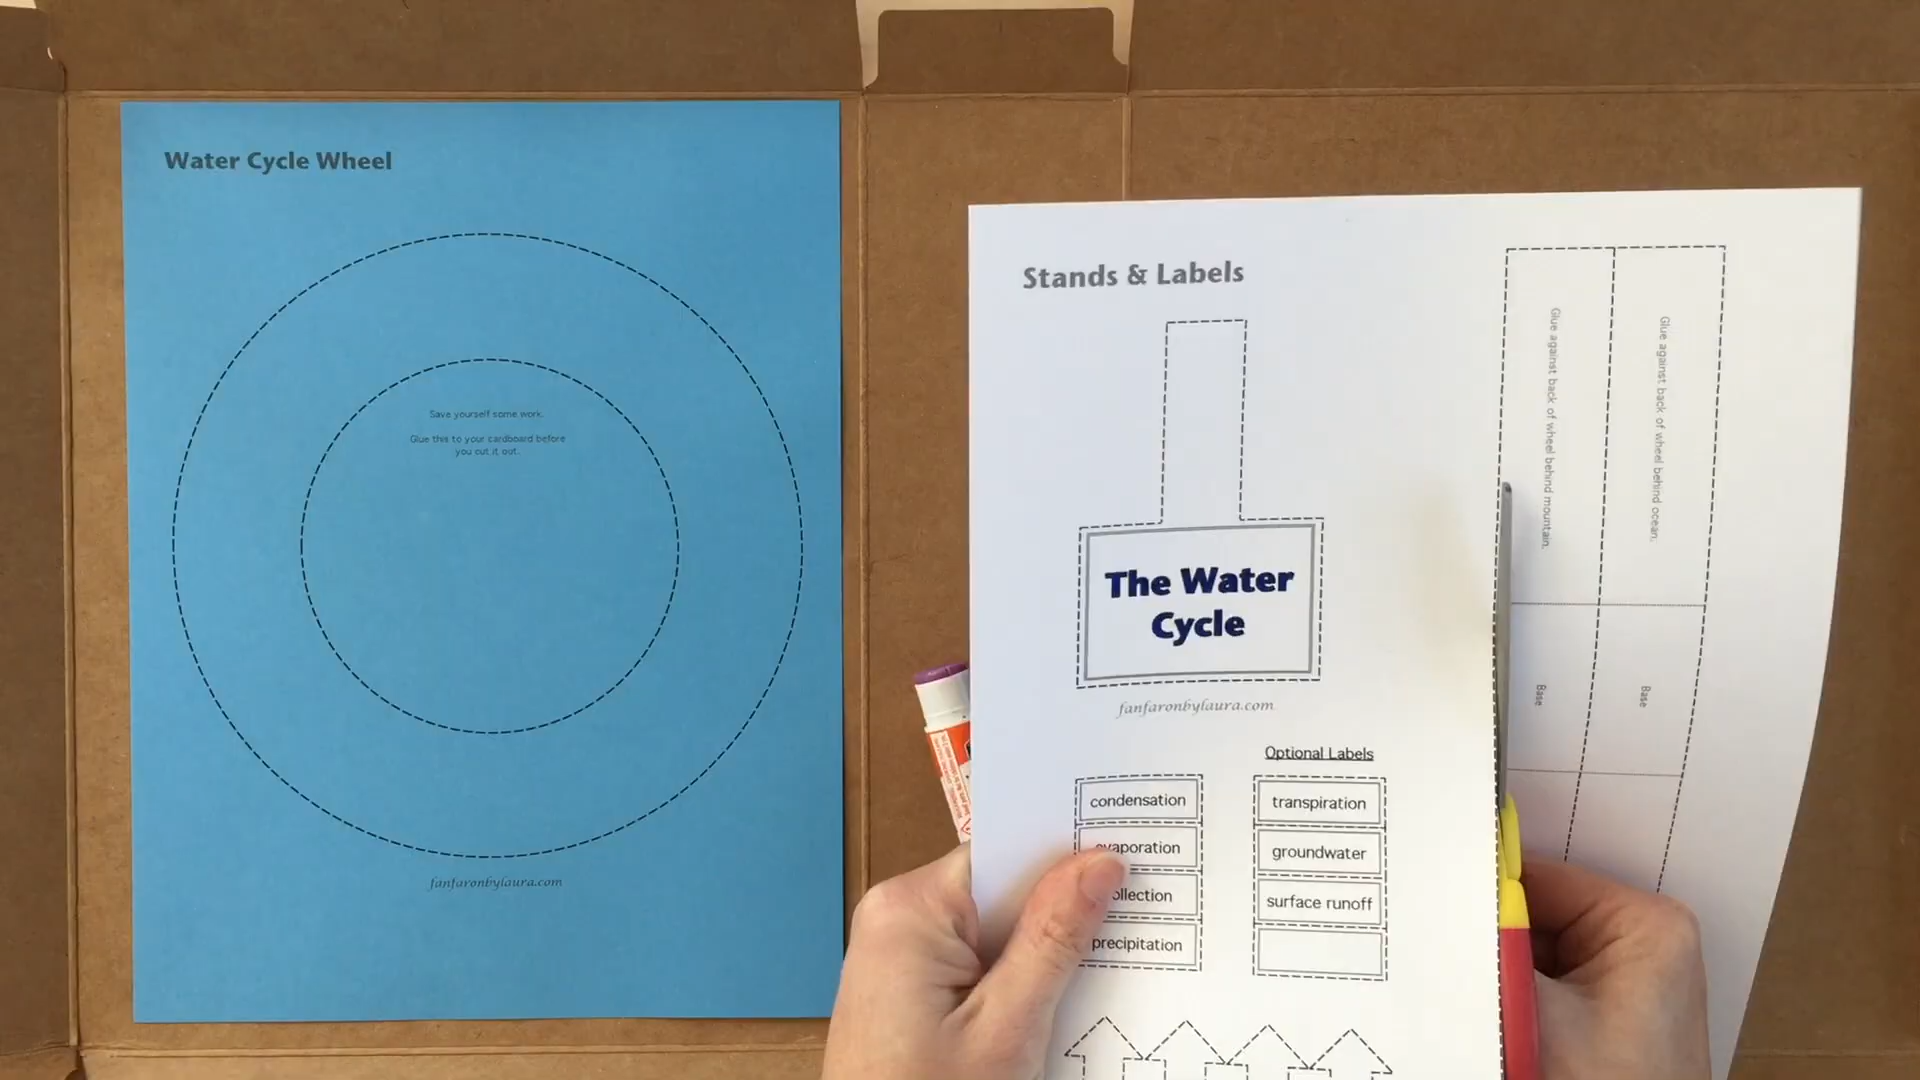 Water Cycle Wheel
Save yourself some work.
Glue this to your cardboard before
you cut it out.
fanfaronbylaura.com
Stands & Labels
The Water
Cycle
fanfaronbylaura.com
Optional Labels
condensation
evaporation
ollection
precipitation
transpiration
groundwater
surface runoff
Glue against back of wheel behind mountain.
Base
Glue against back of wheel behind ocean.
Base